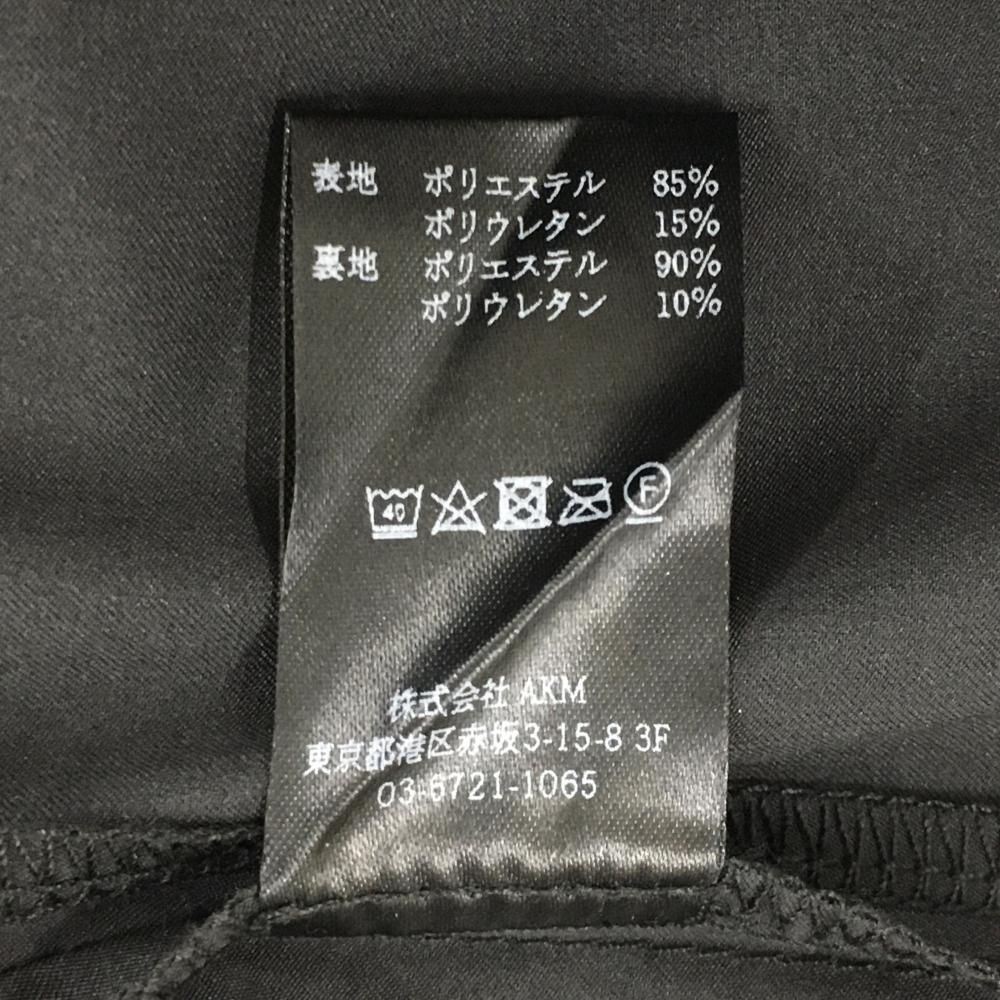 表地 ポリエステル 85%
ポリウレタン 15%
裏地 ポリエステル 90%
ポリウレタン 10%
40 F
株式会社 AKM
東京都港区赤坂3-15-8 3F
03-6721-1065